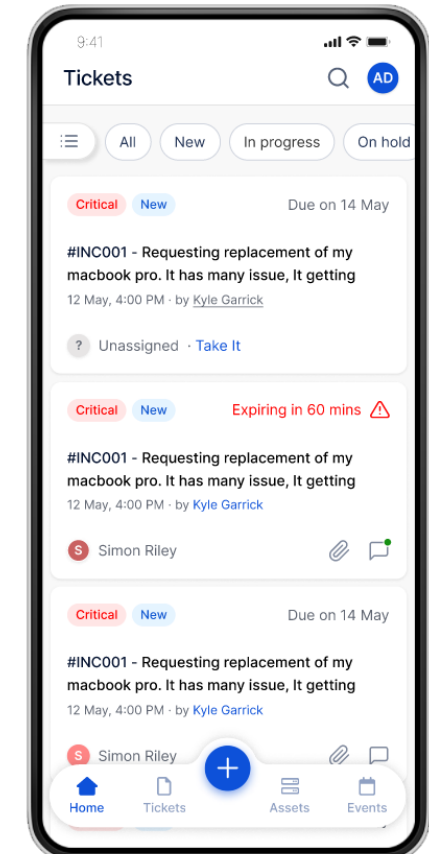 9:41
Tickets
AD
All
New
In progress
On hold
Critical
New
Due on 14 May
#INC001 - Requesting replacement of my
macbook pro. It has many issue, It getting
12 May, 4:00 PM · by Kyle Garrick
? Unassigned · Take It
Critical
New
Expiring in 60 mins
#INC001 - Requesting replacement of my
macbook pro. It has many issue, It getting
12 May, 4:00 PM · by Kyle Garrick
S Simon Riley
Critical
New
Due on 14 May
#INC001 - Requesting replacement of my
macbook pro. It has many issue, It getting
12 May, 4:00 PM · by Kyle Garrick
S Simon Riley
Home
Tickets
Assets
Events